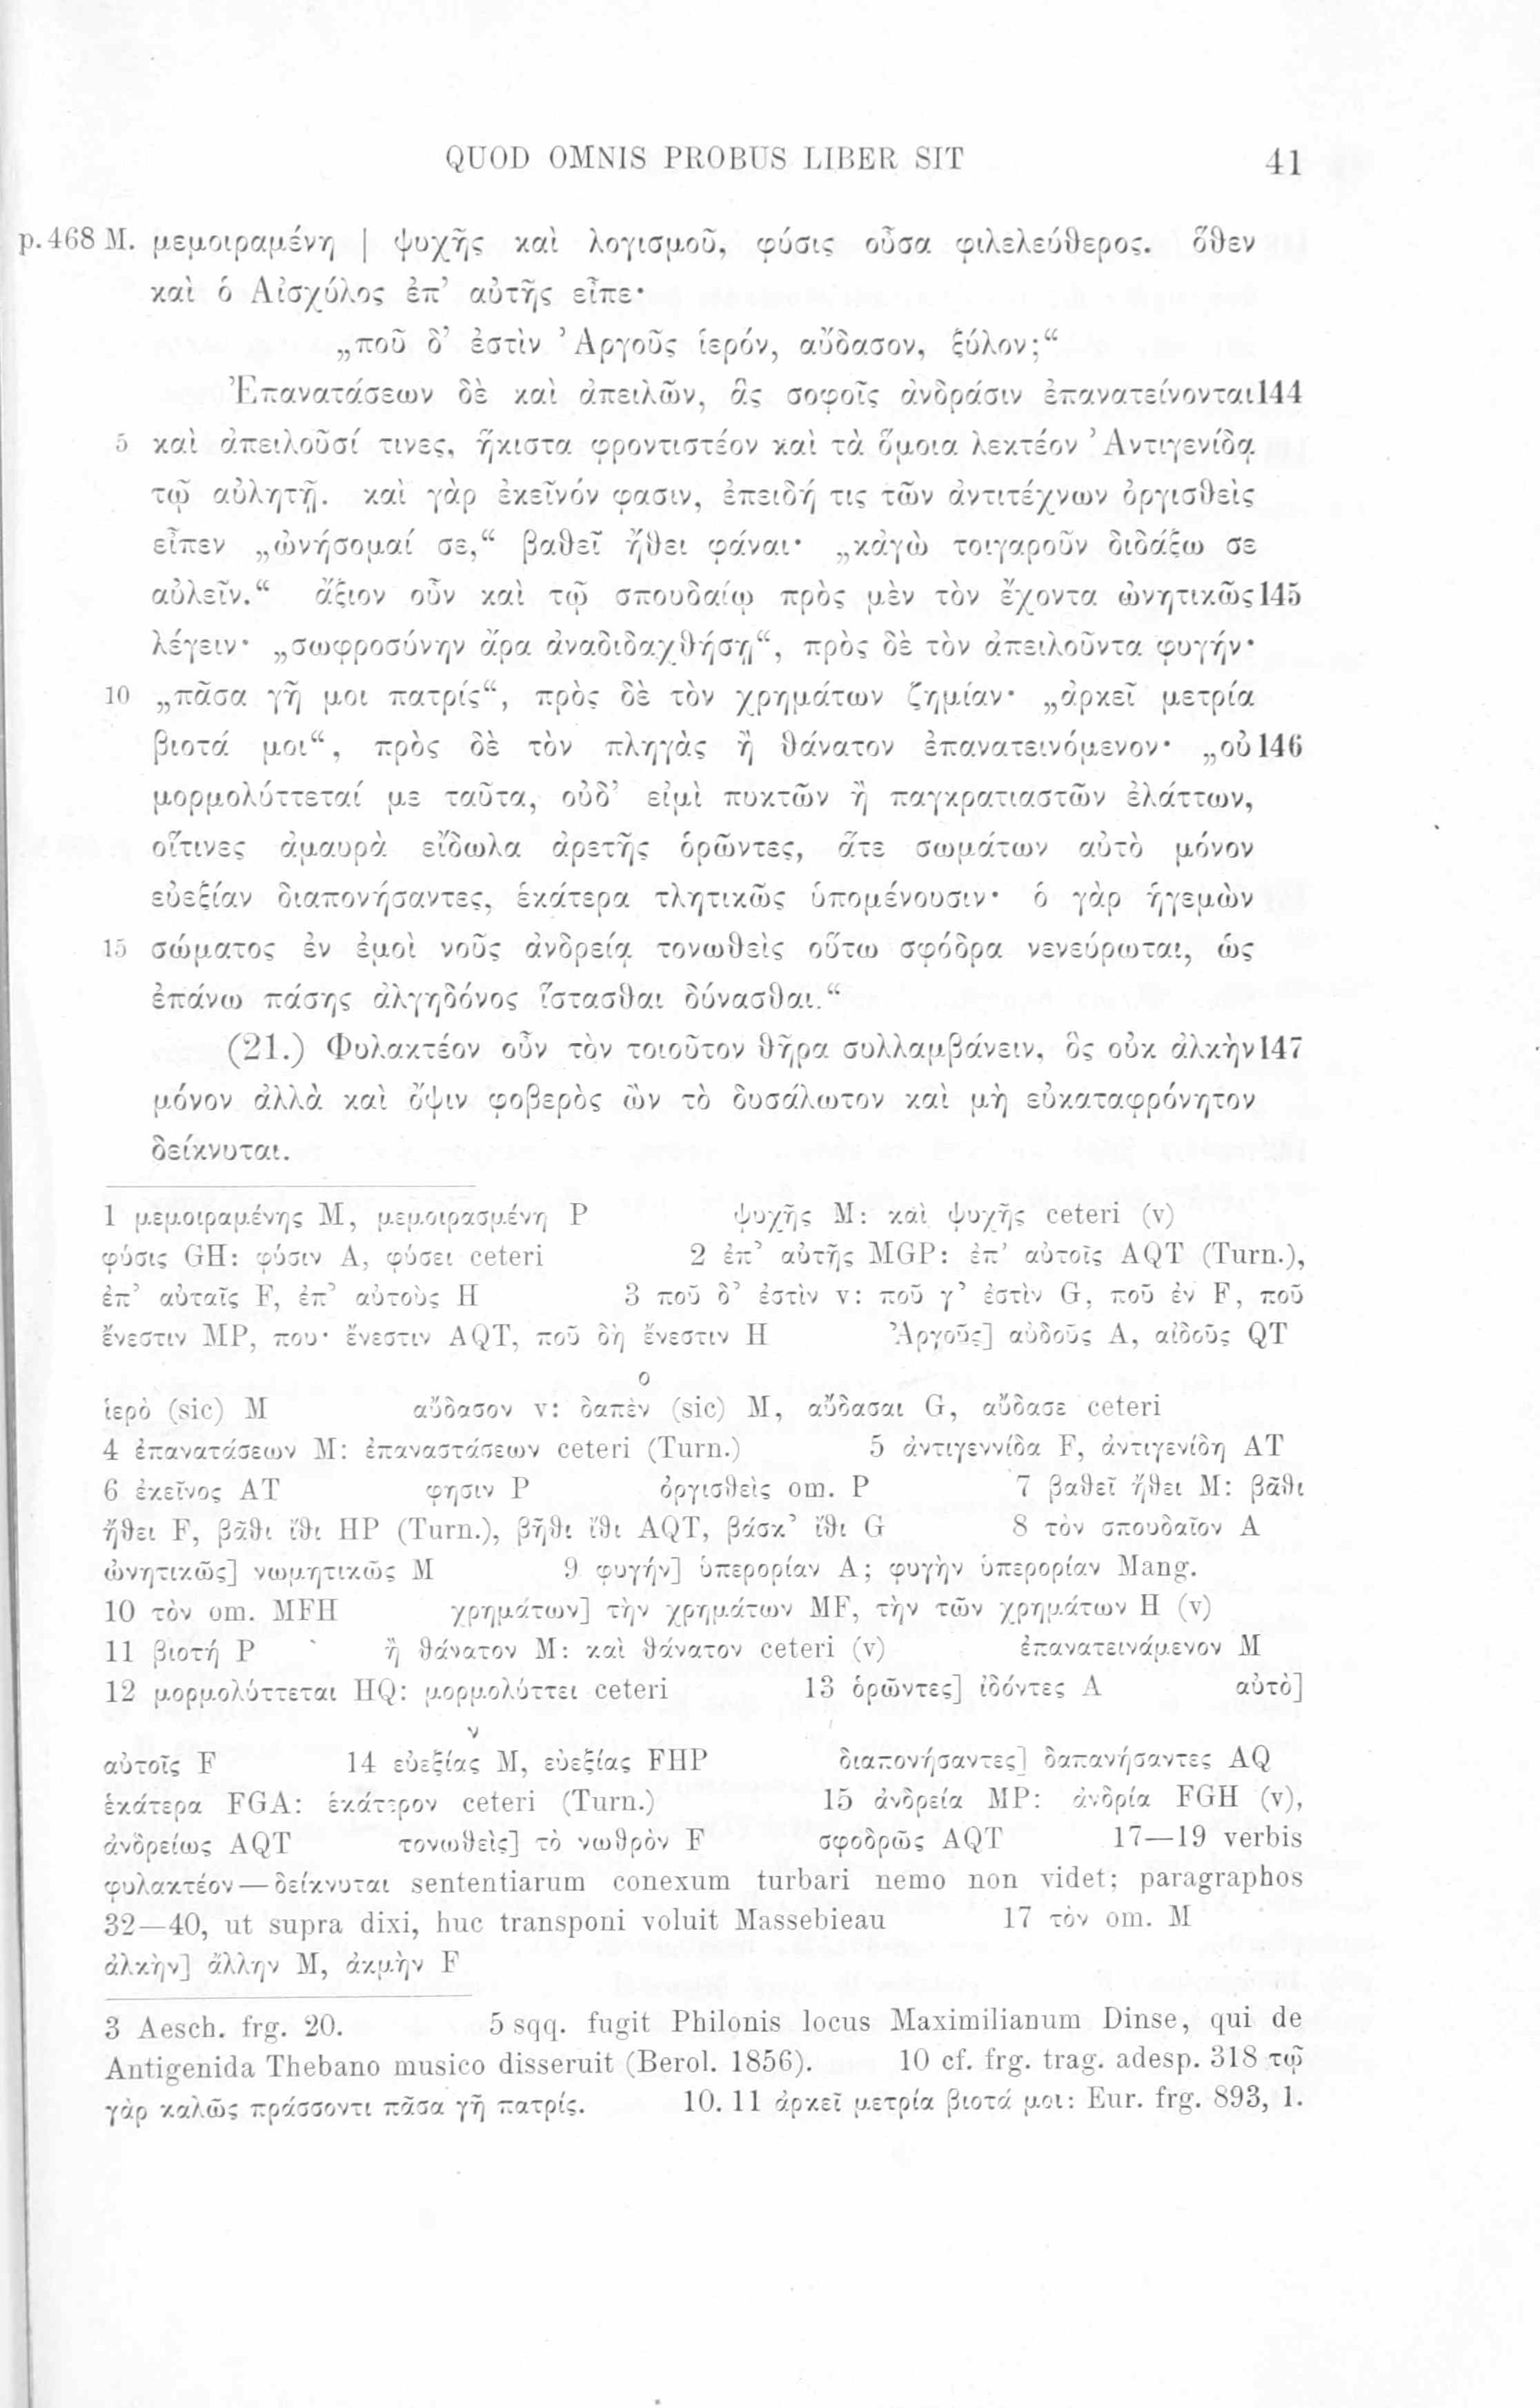 QUOD OMNIS PROBUS LIBER SIT 41
p. 468 M. μεμοιραμένη | ψυχῆς καὶ λογισμοῦ, φύσις οὖσα φιλελεύθερος. ὅθεν
καὶ ὁ Αἰσχύλος ἐπ’ αὐτῆς εἶπε·
„ποῦ δ’ ἐστὶν Ἀργοῦς ἱερόν, αὔδασον, ξύλον;“
Ἐπανατάσεων δὲ καὶ ἀπειλῶν, ἃς σοφοῖς ἀνδράσιν ἐπανατείνονται 144
5 καὶ ἀπειλοῦσί τινες, ἥκιστα φροντιστέον καὶ τὰ ὅμοια λεκτέον Ἀντιγενίδᾳ
τῷ αὐλητῇ. καὶ γὰρ ἐκεῖνόν φασιν, ἐπειδή τις τῶν ἀντιτέχνων ὀργισθεὶς
εἶπεν „ὠνήσομαί σε,“ βαθεῖ ἤθει φάναι· „κἀγὼ τοιγαροῦν διδάξω σε
αὐλεῖν.“ ἄξιον οὖν καὶ τῷ σπουδαίῳ πρὸς μὲν τὸν ἔχοντα ὠνητικῶς 145
λέγειν· „σωφροσύνην ἄρα ἀναδιδαχθήσῃ“, πρὸς δὲ τὸν ἀπειλοῦντα φυγήν·
10 „πᾶσα γῆ μοι πατρίς“, πρὸς δὲ τὸν χρημάτων ζημίαν· „ἀρκεῖ μετρία
βιοτά μοι“, πρὸς δὲ τὸν πληγὰς ἢ θάνατον ἐπανατεινόμενον· „οὐ 146
μορμολύττεταί με ταῦτα, οὐδ’ εἰμὶ πυκτῶν ἢ παγκρατιαστῶν ἐλάττων,
οἵτινες ἀμαυρὰ εἴδωλα ἀρετῆς ὁρῶντες, ἅτε σωμάτων αὐτὸ μόνον
εὐεξίαν διαπονήσαντες, ἑκάτερα τλητικῶς ὑπομένουσιν· ὁ γὰρ ἡγεμὼν
15 σώματος ἐν ἐμοὶ νοῦς ἀνδρείᾳ τονωθεὶς οὕτω σφόδρα νενεύρωται, ὡς
ἐπάνω πάσης ἀλγηδόνος ἵστασθαι δύνασθαι.“
(21.) Φυλακτέον οὖν τὸν τοιοῦτον θῆρα συλλαμβάνειν, ὃς οὐκ ἀλκὴν 147
μόνον ἀλλὰ καὶ ὄψιν φοβερὸς ὢν τὸ δυσάλωτον καὶ μὴ εὐκαταφρόνητον
δείκνυται.
1 μεμοιραμένης M, μεμοιρασμένη P ψυχῆς M: καὶ ψυχῆς ceteri (v)
φύσις GH: φύσιν A, φύσει ceteri 2 ἐπ’ αὐτῆς MGP: ἐπ’ αὐτοῖς AQT (Turn.),
ἐπ’ αὐταῖς F, ἐπ’ αὐτοὺς H 3 ποῦ δ’ ἐστὶν v: ποῦ γ’ ἐστὶν G, ποῦ ἐν F, ποῦ
ἔνεστιν MP, που· ἔνεστιν AQT, ποῦ δὴ ἔνεστιν H Ἀργοῦς] αὐδοῦς A, αἰδοῦς QT
ο
ἱερὸ (sic) M αὔδασον v: δαπὲν (sic) M, αὔδασαι G, αὔδασε ceteri
4 ἐπανατάσεων M: ἐπαναστάσεων ceteri (Turn.) 5 ἀντιγεννίδα F, ἀντιγενίδη AT
6 ἐκεῖνος AT φησιν P ὀργισθεὶς om. P 7 βαθεῖ ἤθει M: βᾶθι
ἤθει F, βᾶθι ἴθι HP (Turn.), βῆθι ἴθι AQT, βάσκ’ ἴθι G 8 τὸν σπουδαῖον A
ὠνητικῶς] νωμητικῶς M 9 φυγήν] ὑπερορίαν A; φυγὴν ὑπερορίαν Mang.
10 τὸν om. MFH χρημάτων] τὴν χρημάτων MF, τὴν τῶν χρημάτων H (v)
11 βιοτή P ἢ θάνατον M: καὶ θάνατον ceteri (v) ἐπανατεινάμενον M
12 μορμολύττεται HQ: μορμολύττει ceteri 13 ὁρῶντες] ἰδόντες A αὐτὸ]
ν
αὐτοῖς F 14 εὐεξίας M, εὐεξίας FHP διαπονήσαντες] δαπανήσαντες AQ
ἑκάτερα FGA: ἑκάτερον ceteri (Turn.) 15 ἀνδρεία MP: ἀνδρία FGH (v),
ἀνδρείως AQT τονωθεὶς] τὸ νωθρὸν F σφοδρῶς AQT 17—19 verbis
φυλακτέον — δείκνυται sententiarum conexum turbari nemo non videt; paragraphos
32—40, ut supra dixi, huc transponi voluit Massebieau 17 τὸν om. M
ἀλκὴν] ἄλλην M, ἀκμὴν F
3 Aesch. frg. 20. 5 sqq. fugit Philonis locus Maximilianum Dinse, qui de
Antigenida Thebano musico disseruit (Berol. 1856). 10 cf. frg. trag. adesp. 318 τῷ
γὰρ καλῶς πράσσοντι πᾶσα γῆ πατρίς. 10. 11 ἀρκεῖ μετρία βιοτά μοι: Eur. frg. 893, 1.